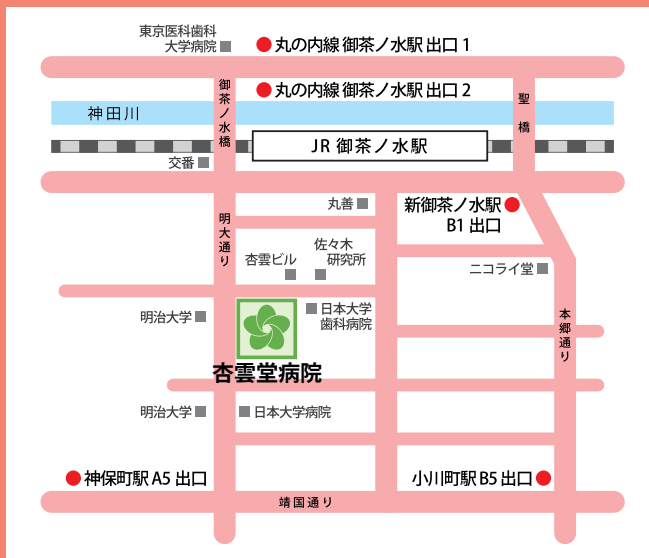 東京医科歯科
大学病院
丸の内線 御茶ノ水駅 出口 1
丸の内線 御茶ノ水駅 出口 2
御茶ノ水橋
聖橋
神田川
JR 御茶ノ水駅
交番
丸善
新御茶ノ水駅
B1 出口
明大通り
佐々木
研究所
杏雲ビル
ニコライ堂
明治大学
日本大学
歯科病院
本郷通り
杏雲堂病院
明治大学
日本大学病院
神保町駅 A5 出口
小川町駅 B5 出口
靖国通り